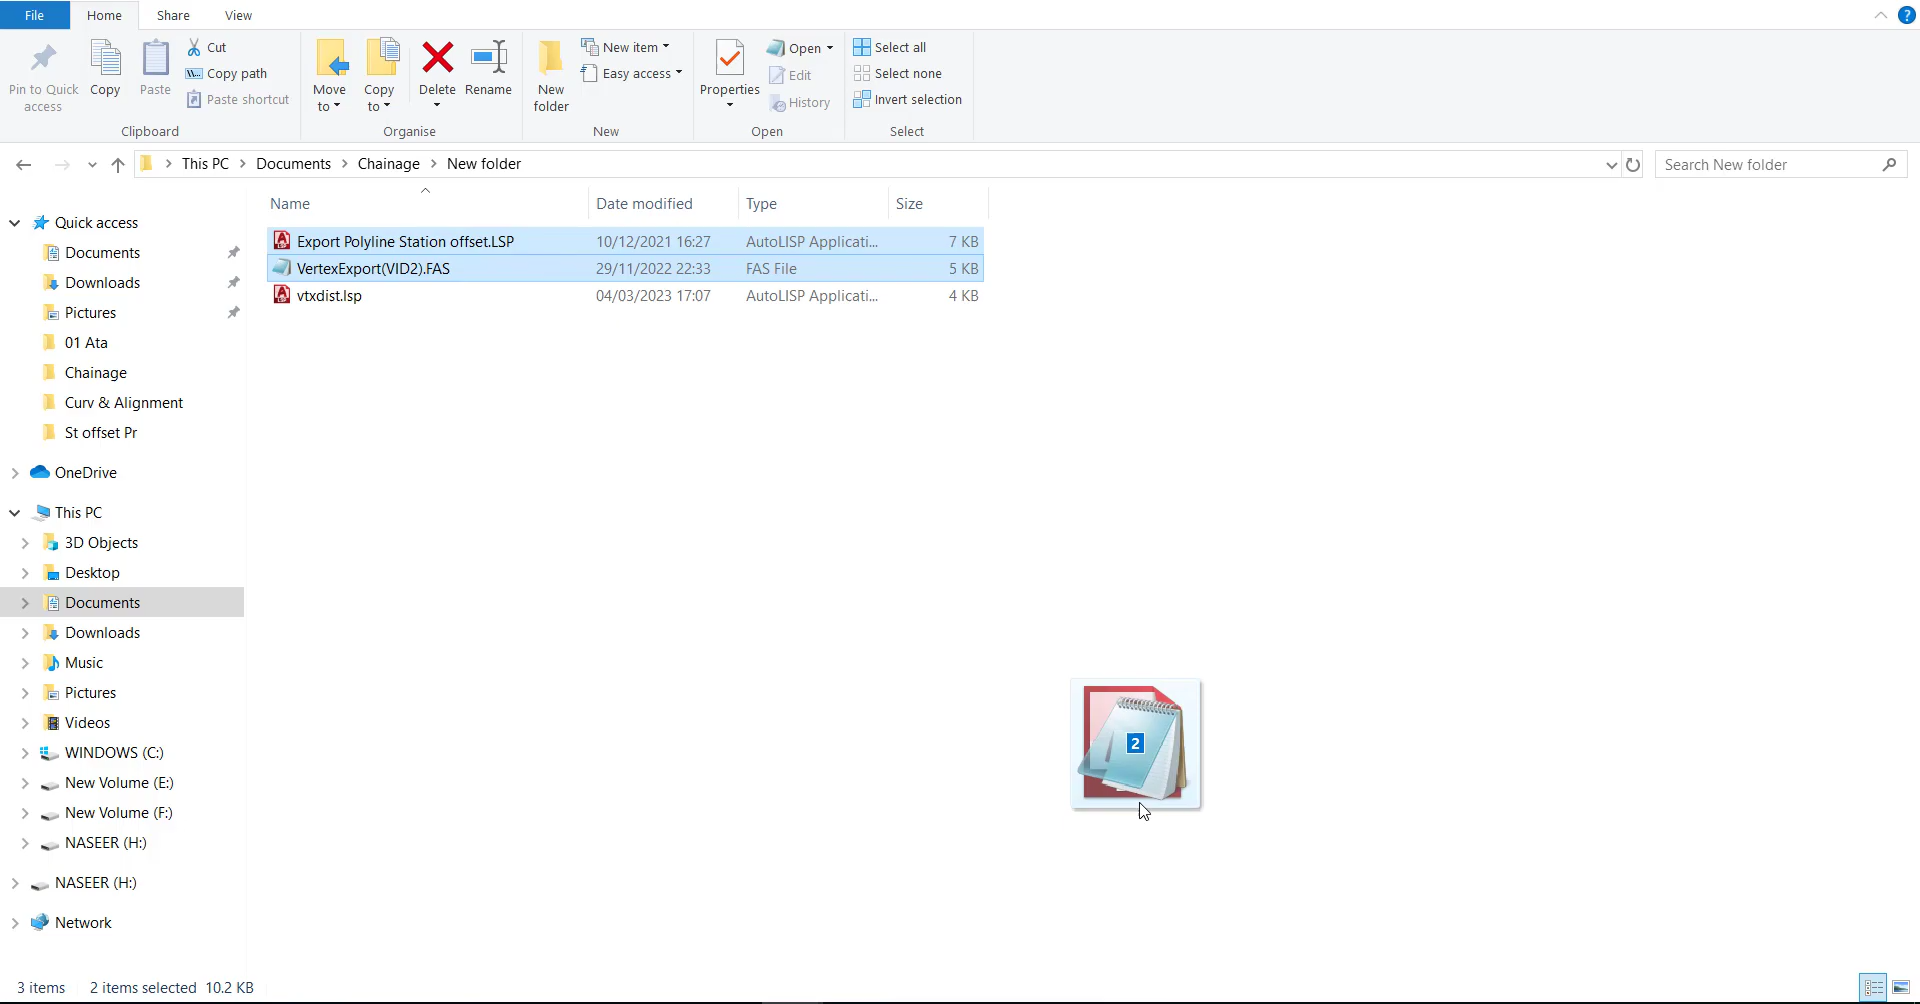 File Home Share View
Pin to Quick access
Copy
Paste
Cut
Copy path
Paste shortcut
Clipboard
Move to
Copy to
Delete
Rename
Organise
New folder
New item
Easy access
New
Properties
Open
Edit
History
Open
Select all
Select none
Invert selection
Select
This PC > Documents > Chainage > New folder
Search New folder
Name Date modified Type Size
Export Polyline Station offset.LSP 10/12/2021 16:27 AutoLISP Applicati... 7 KB
VertexExport(VID2).FAS 29/11/2022 22:33 FAS File 5 KB
vtxdist.lsp 04/03/2023 17:07 AutoLISP Applicati... 4 KB
Quick access
Documents
Downloads
Pictures
01 Ata
Chainage
Curv & Alignment
St offset Pr
OneDrive
This PC
3D Objects
Desktop
Documents
Downloads
Music
Pictures
Videos
WINDOWS (C:)
New Volume (E:)
New Volume (F:)
NASEER (H:)
NASEER (H:)
Network
2
3 items 2 items selected 10.2 KB